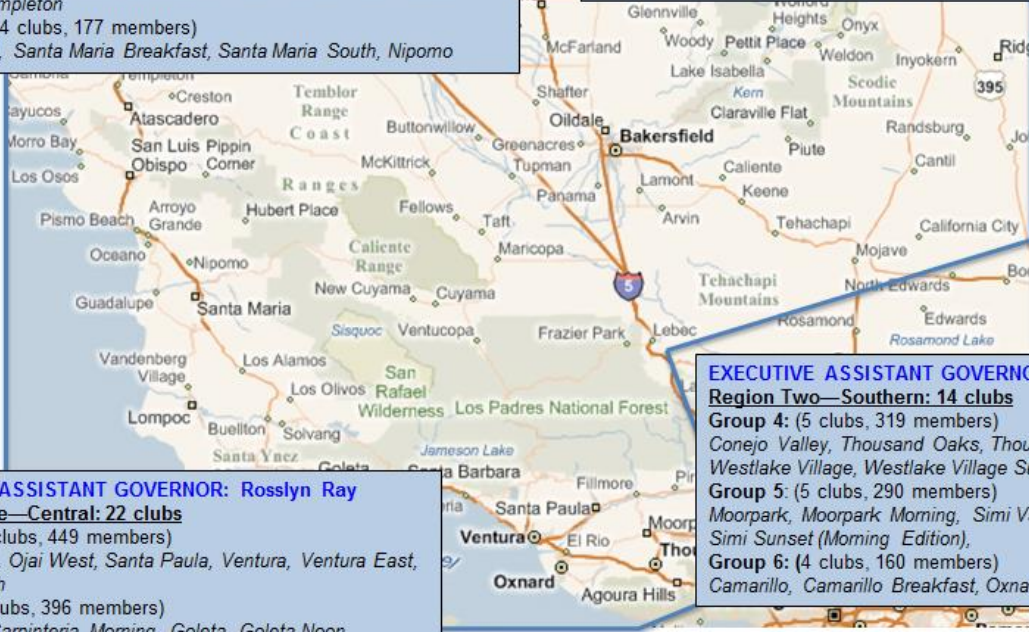 4 clubs, 177 members)
, Santa Maria Breakfast, Santa Maria South, Nipomo
Glennville
Heights
Onyx
McFarland
Woody
Pettit Place
Weldon
Inyokern
Lake Isabella
Scodic
Mountains
395
Templeton
Creston
Temblor
Range
Coast
Shafter
Kern
Claraville Flat
Atascadero
Buttonwillow
Oildale
Bakersfield
Randsburg
Morro Bay
San Luis
Obispo
Pippin
Corner
Greenacres
Piute
Los Osos
McKittrick
Tupman
Caliente
Cantil
Ranges
Panama
Lamont
Keene
Pismo Beach
Arroyo
Grande
Hubert Place
Fellows
Taft
Arvin
Tehachapi
California City
Oceano
Caliente
Range
Maricopa
Mojave
Nipomo
5
Tehachapi
Mountains
North Edwards
New Cuyama
Cuyama
Guadalupe
Santa Maria
Sisquoc
Ventucopa
Frazier Park
Lebec
Rosamond
Edwards
Rosamond Lake
Vandenberg
Village
Los Alamos
Los Olivos
San
Rafael
Wilderness
Los Padres National Forest
Lompoc
Buellton
Solvang
Santa Ynez
Jameson Lake
Goleta
Santa Barbara
Fillmore
Santa Paula
Ventura
El Rio
Oxnard
Agoura Hills
EXECUTIVE ASSISTANT GOVERNO
Region Two—Southern: 14 clubs
Group 4: (5 clubs, 319 members)
Conejo Valley, Thousand Oaks, Thou
Westlake Village, Westlake Village S
Group 5: (5 clubs, 290 members)
Moorpark, Moorpark Morning, Simi V
Simi Sunset (Morning Edition),
Group 6: (4 clubs, 160 members)
Camarillo, Camarillo Breakfast, Oxna
ASSISTANT GOVERNOR: Rosslyn Ray
e—Central: 22 clubs
clubs, 449 members)
, Ojai West, Santa Paula, Ventura, Ventura East,
ubs, 396 members)
Carpinteria Morning, Goleta, Goleta Noon